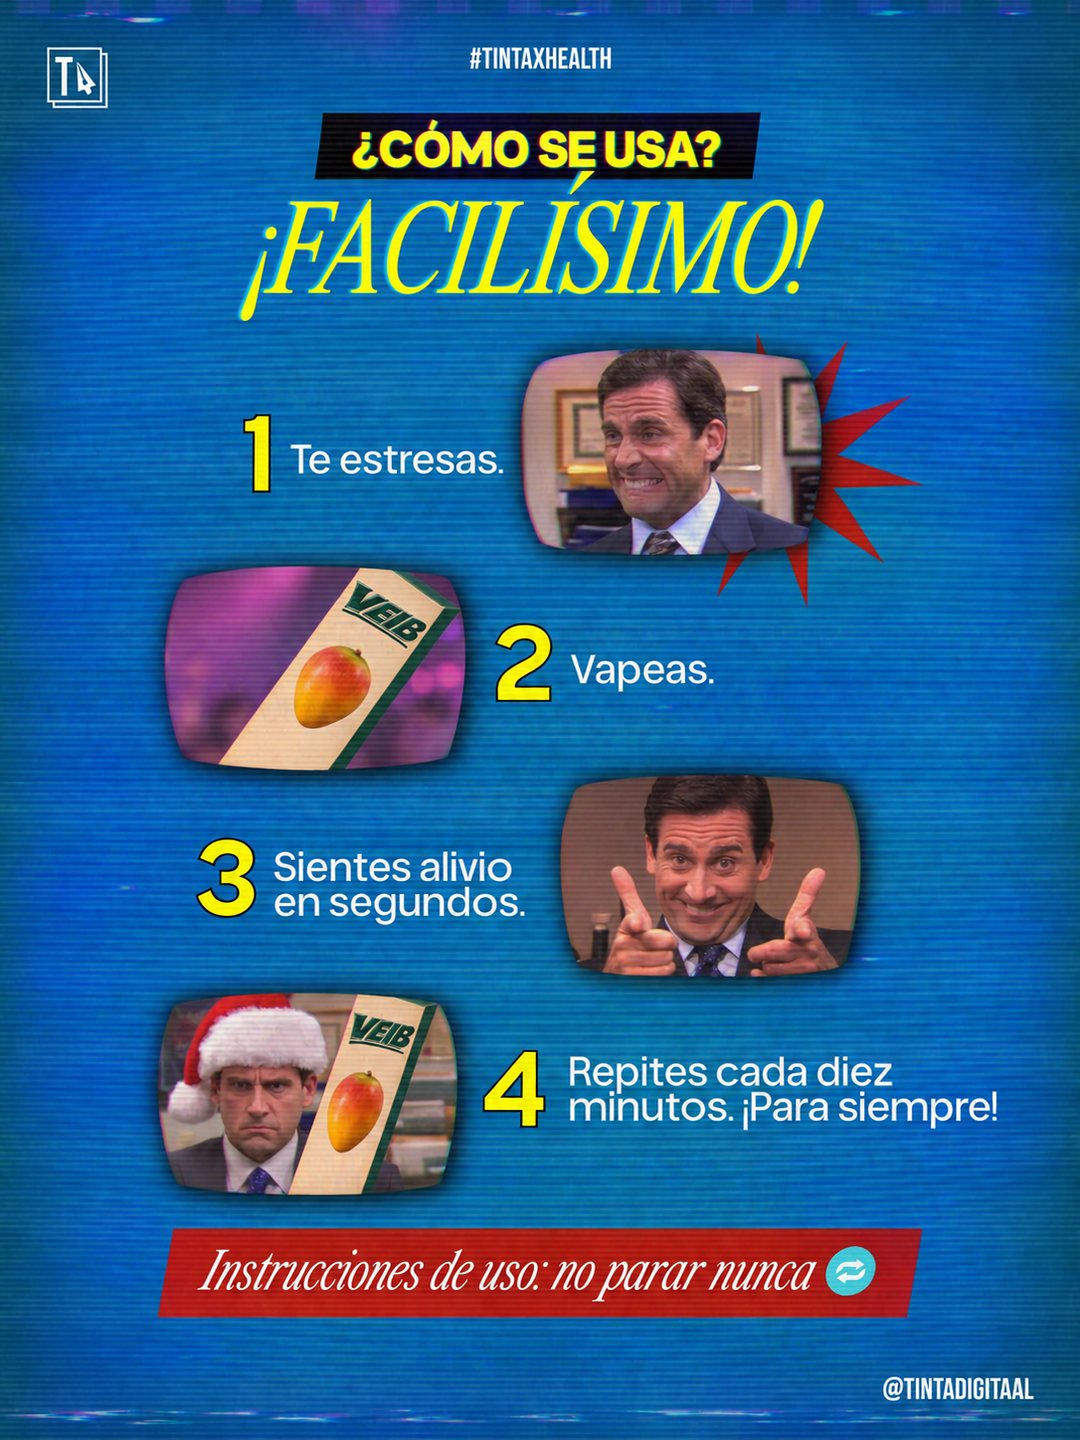 #TINTAXHEALTH
¿CÓMO SE USA?
¡FACILÍSIMO!
1 Te estresas.
VEIB
2 Vapeas.
3 Sientes alivio
en segundos.
VEIB
4 Repites cada diez
minutos. ¡Para siempre!
Instrucciones de uso: no parar nunca
@TINTADIGITAAL